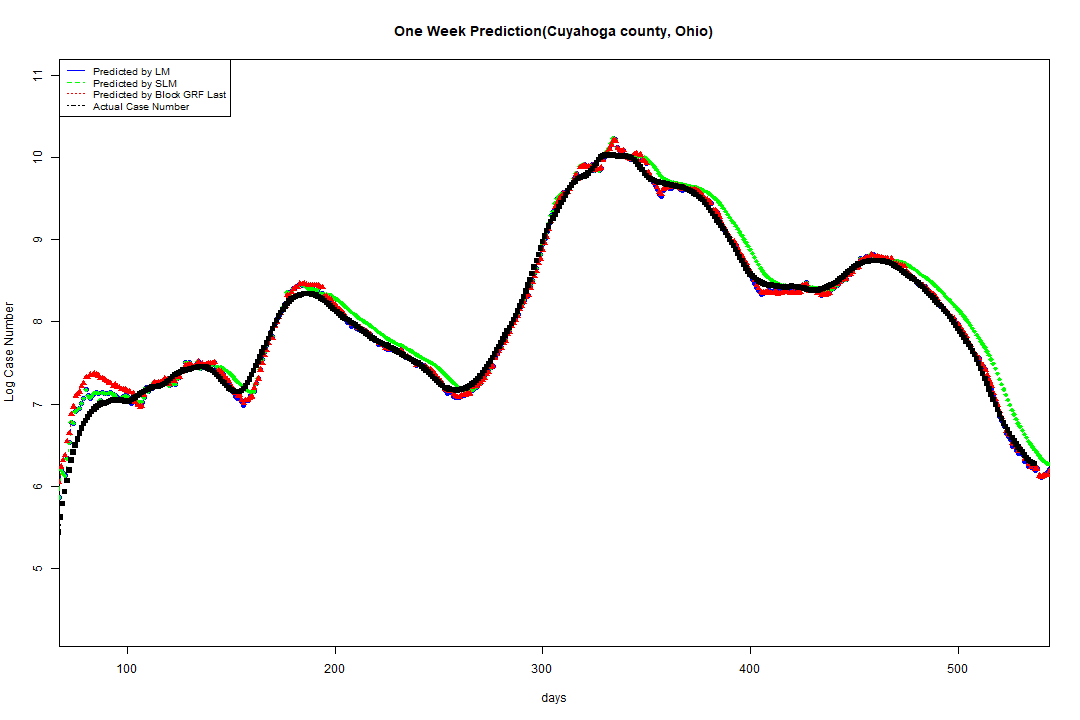 One Week Prediction(Cuyahoga county, Ohio)
Predicted by LM
Predicted by SLM
Predicted by Block GRF Last
Actual Case Number
11
10
9
8
7
6
5
Log Case Number
100 200 300 400 500
days